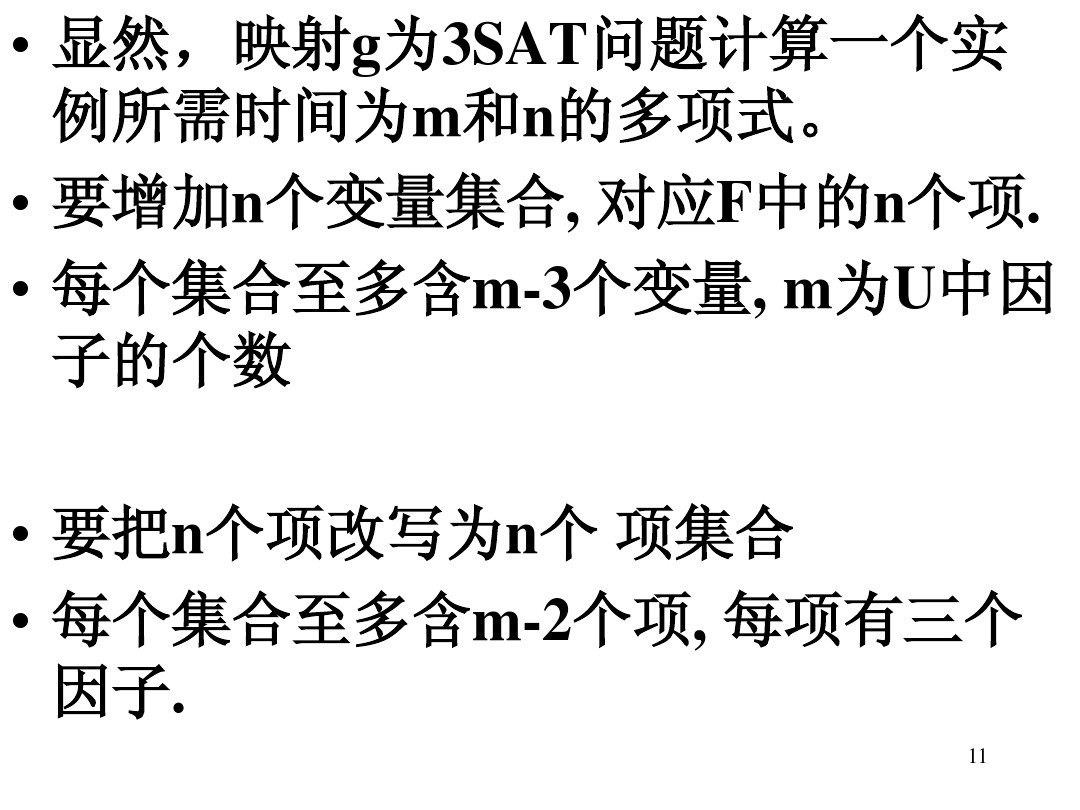 • 显然，映射g为3SAT问题计算一个实
例所需时间为m和n的多项式。
• 要增加n个变量集合, 对应F中的n个项.
• 每个集合至多含m-3个变量, m为U中因
子的个数
• 要把n个项改写为n个 项集合
• 每个集合至多含m-2个项, 每项有三个
因子.
11